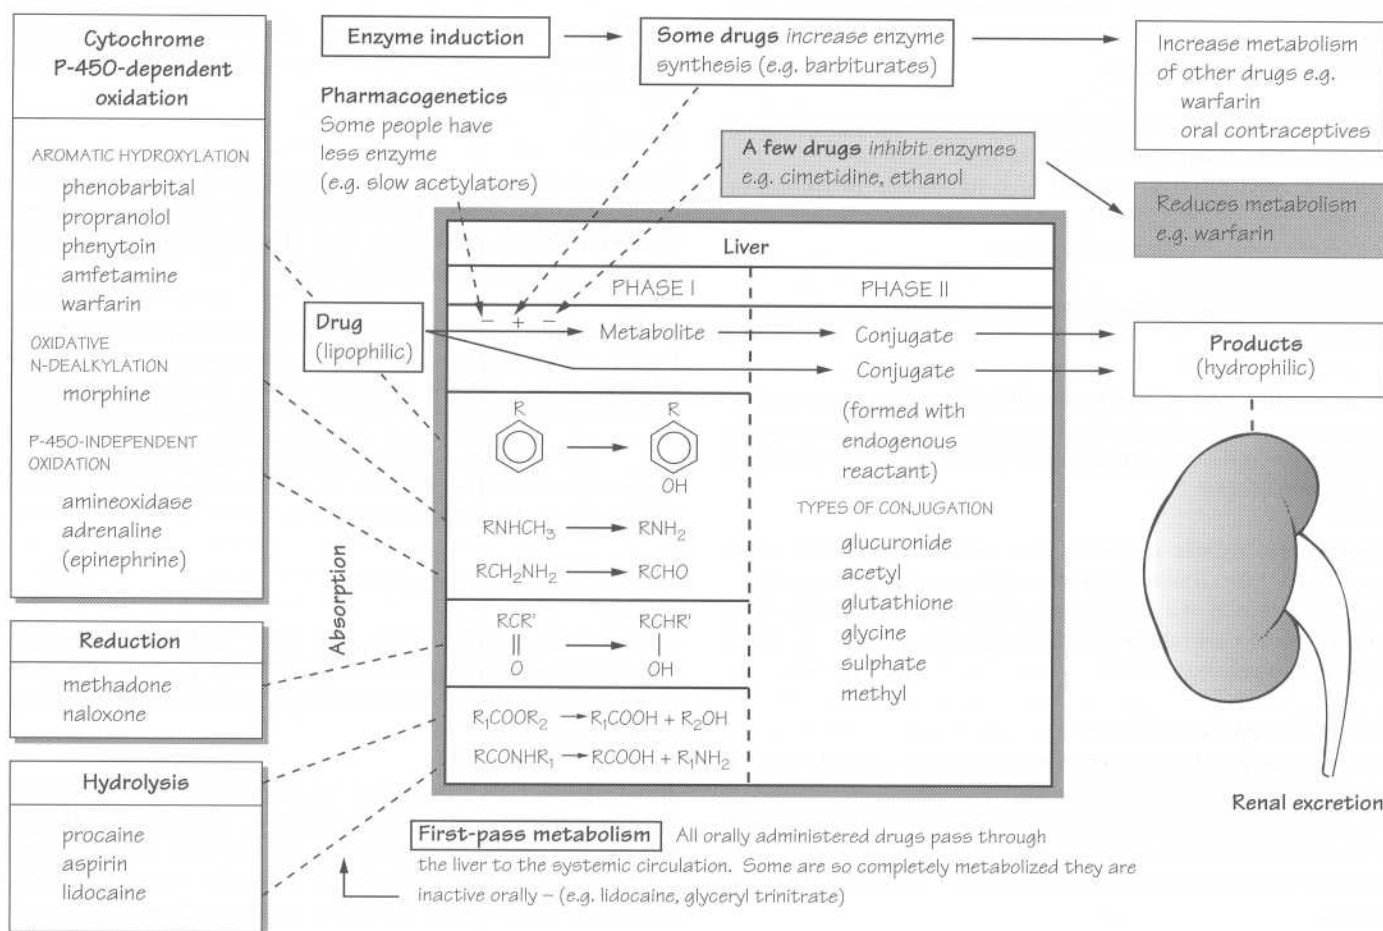 Cytochrome
P-450-dependent
oxidation
AROMATIC HYDROXYLATION
phenobarbital
propranolol
phenytoin
amfetamine
warfarin
OXIDATIVE
N-DEALKYLATION
morphine
P-450-INDEPENDENT
OXIDATION
amineoxidase
adrenaline
(epinephrine)
Reduction
methadone
naloxone
Hydrolysis
procaine
aspirin
lidocaine
Enzyme induction
Some drugs increase enzyme
synthesis (e.g. barbiturates)
Increase metabolism
of other drugs e.g.
warfarin
oral contraceptives
Pharmacogenetics
Some people have
less enzyme
(e.g. slow acetylators)
A few drugs inhibit enzymes
e.g. cimetidine, ethanol
Reduces metabolism
e.g. warfarin
Drug
(lipophilic)
Absorption
Liver
PHASE I
PHASE II
– + –
Metabolite
Conjugate
Conjugate
(formed with
endogenous
reactant)
TYPES OF CONJUGATION
glucuronide
acetyl
glutathione
glycine
sulphate
methyl
R
R
OH
RNHCH₃ → RNH₂
RCH₂NH₂ → RCHO
RCR'
||
O
RCHR'
|
OH
R₁COOR₂ → R₁COOH + R₂OH
RCONHR₁ → RCOOH + R₁NH₂
Products
(hydrophilic)
Renal excretion
First-pass metabolism All orally administered drugs pass through
the liver to the systemic circulation. Some are so completely metabolized they are
inactive orally – (e.g. lidocaine, glyceryl trinitrate)